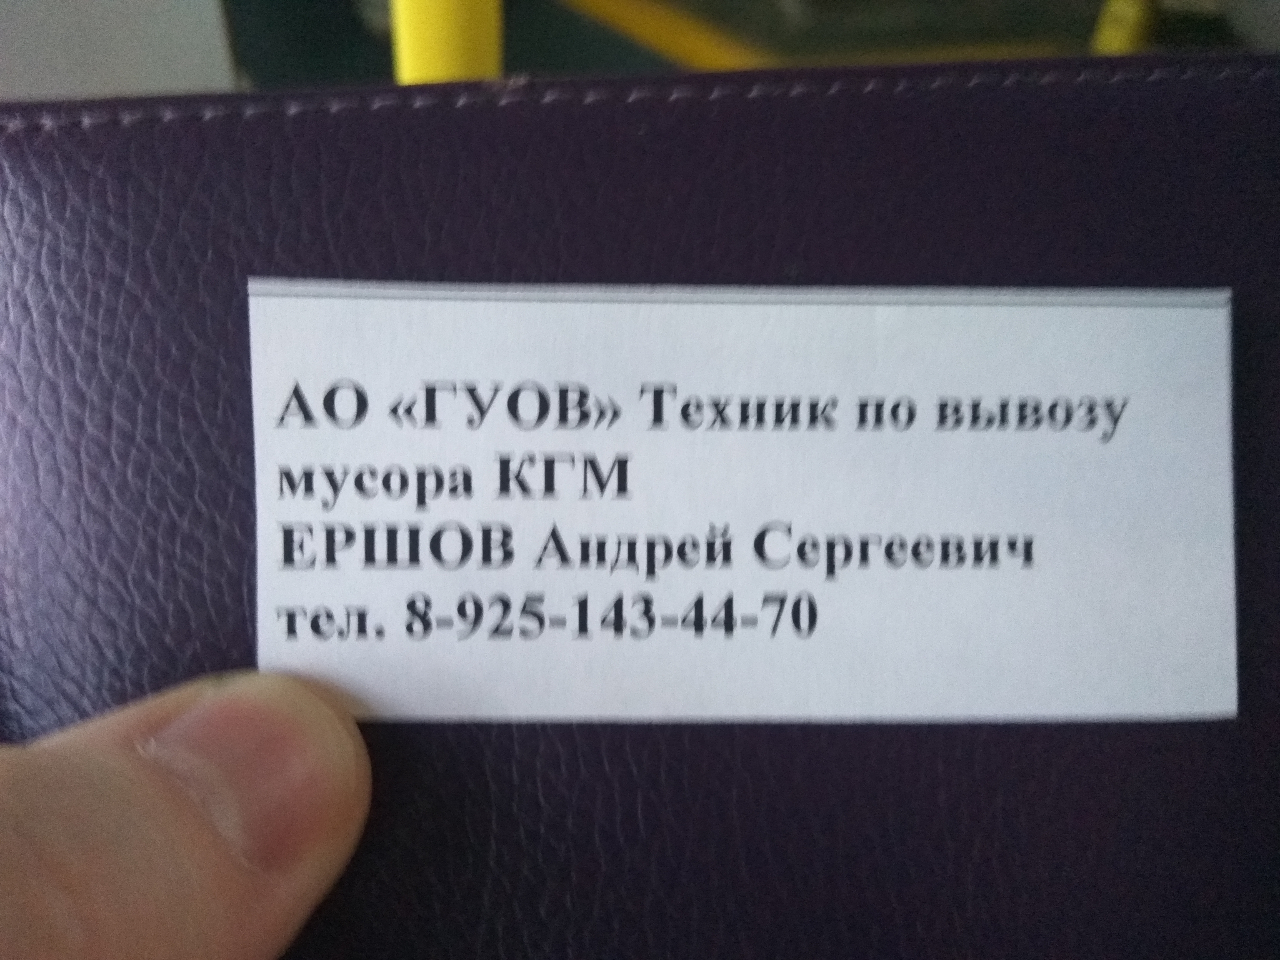 АО «ГУОВ» Техник по вывозу
мусора КГМ
ЕРШОВ Андрей Сергеевич
тел. 8-925-143-44-70